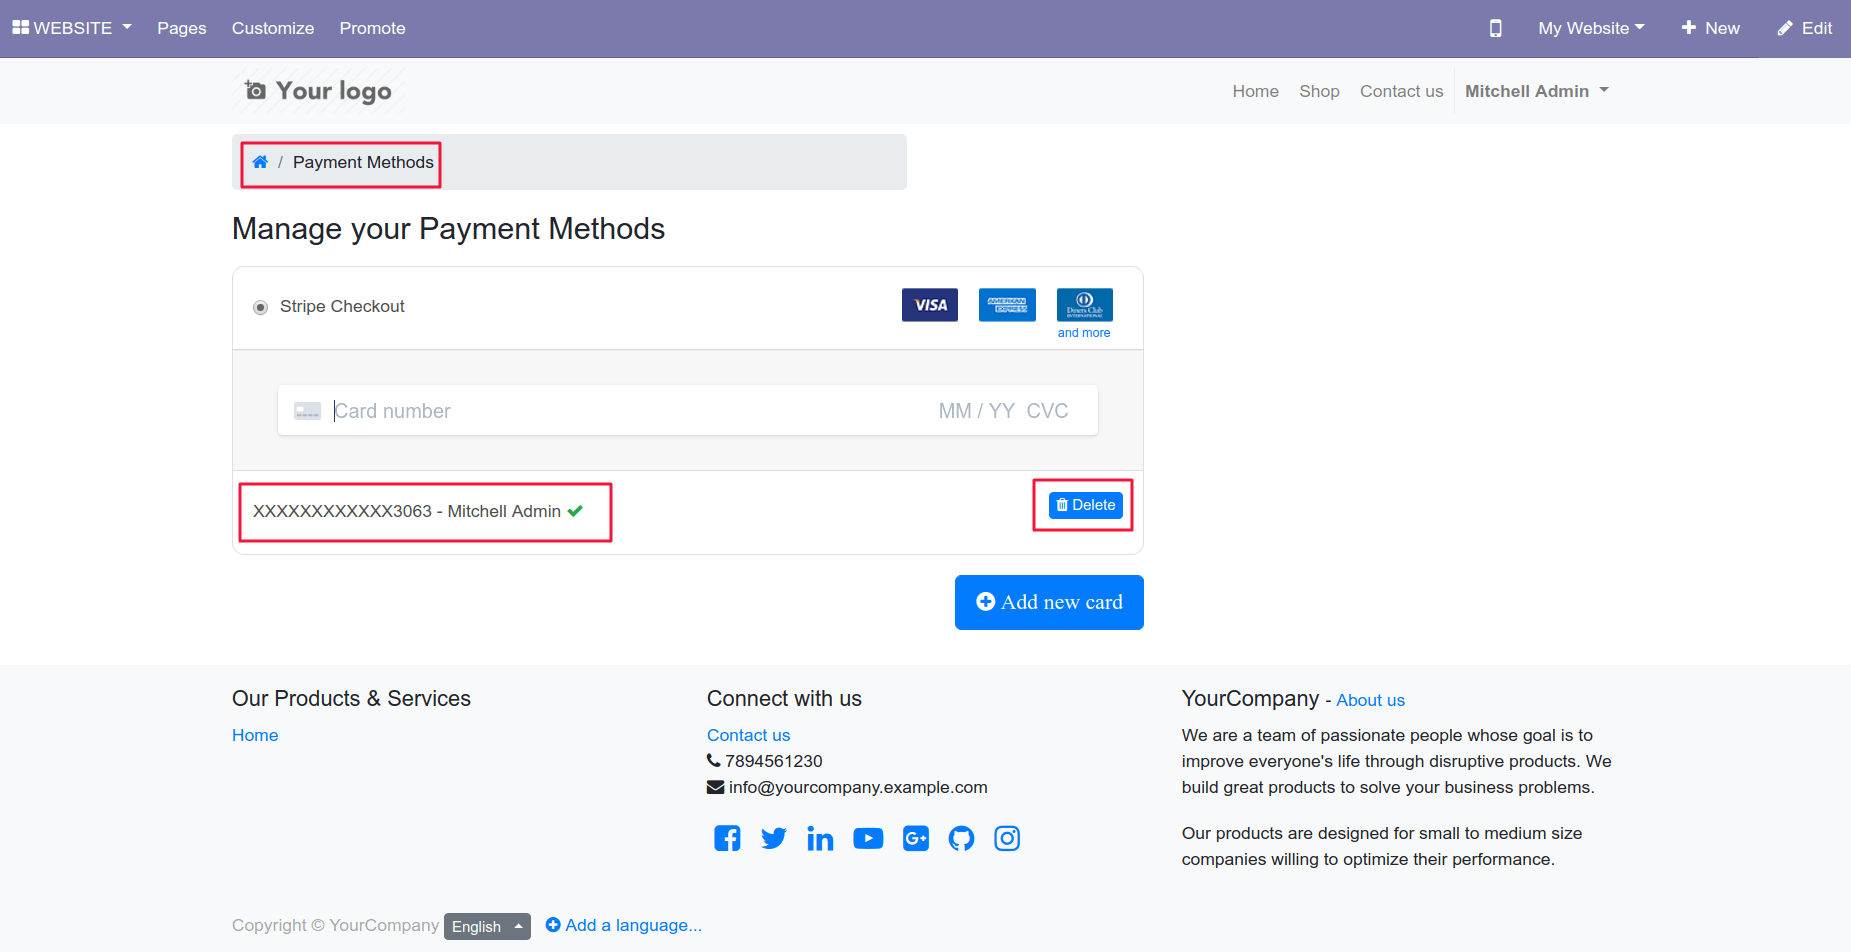 WEBSITE Pages Customize Promote My Website New Edit
Your logo Home Shop Contact us Mitchell Admin
/ Payment Methods
Manage your Payment Methods
Stripe Checkout VISA AMERICAN EXPRESS Diners Club INTERNATIONAL
and more
Card number MM / YY CVC
XXXXXXXXXXXX3063 - Mitchell Admin Delete
Add new card
Our Products & Services
Home
Connect with us
Contact us
7894561230
info@yourcompany.example.com
YourCompany - About us
We are a team of passionate people whose goal is to
improve everyone's life through disruptive products. We
build great products to solve your business problems.
Our products are designed for small to medium size
companies willing to optimize their performance.
Copyright © YourCompany English Add a language...